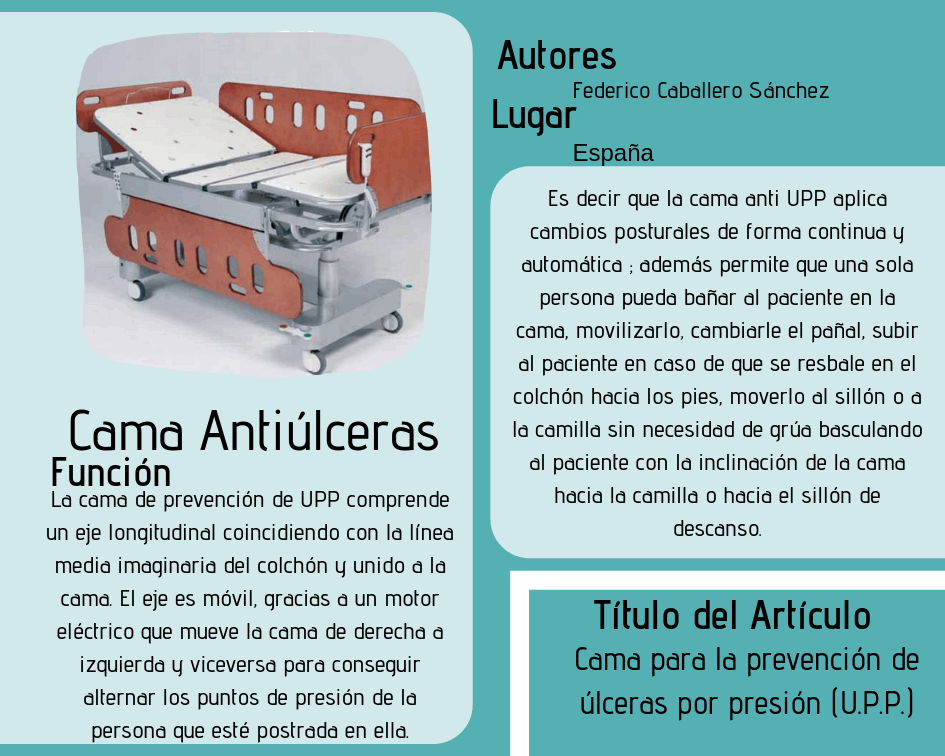 Cama Antiúlceras
Función
La cama de prevención de UPP comprende
un eje longitudinal coincidiendo con la línea
media imaginaria del colchón y unido a la
cama. El eje es móvil, gracias a un motor
eléctrico que mueve la cama de derecha a
izquierda y viceversa para conseguir
alternar los puntos de presión de la
persona que esté postrada en ella.
Autores
Federico Caballero Sánchez
Lugar
España
Es decir que la cama anti UPP aplica
cambios posturales de forma continua y
automática ; además permite que una sola
persona pueda bañar al paciente en la
cama, movilizarlo, cambiarle el pañal, subir
al paciente en caso de que se resbale en el
colchón hacia los pies, moverlo al sillón o a
la camilla sin necesidad de grúa basculando
al paciente con la inclinación de la cama
hacia la camilla o hacia el sillón de
descanso.
Título del Artículo
Cama para la prevención de
úlceras por presión (U.P.P.)